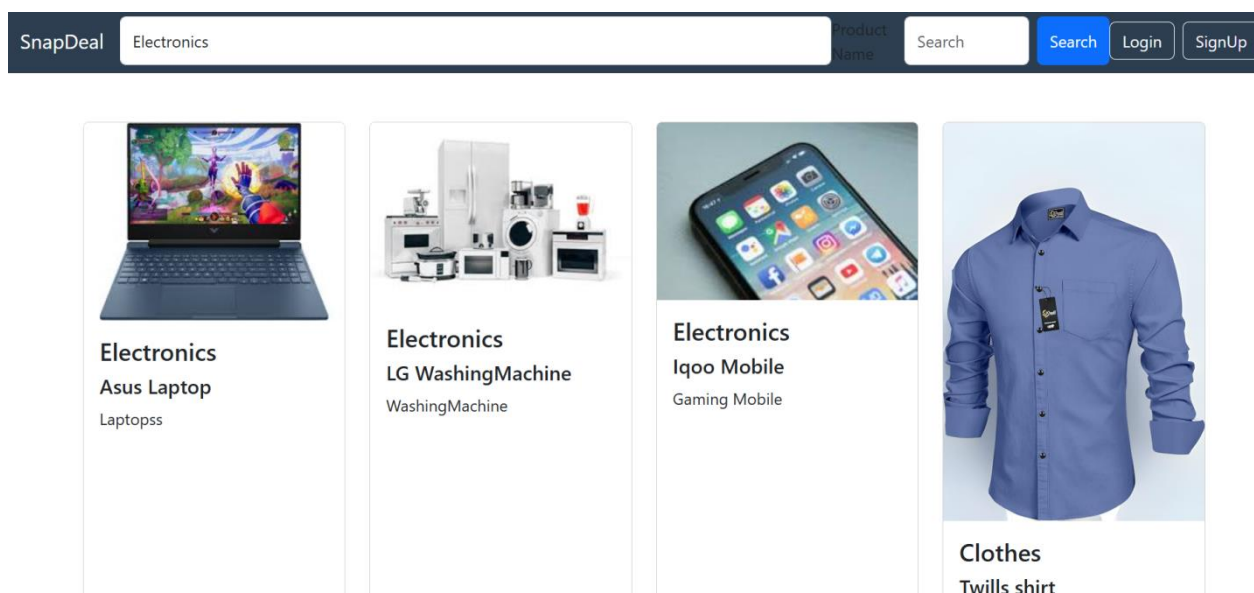 SnapDeal
Electronics
Product
Name
Search
Search
Login
SignUp
Electronics
Asus Laptop
Laptopss
Electronics
LG WashingMachine
WashingMachine
Electronics
Iqoo Mobile
Gaming Mobile
Clothes
Twills shirt